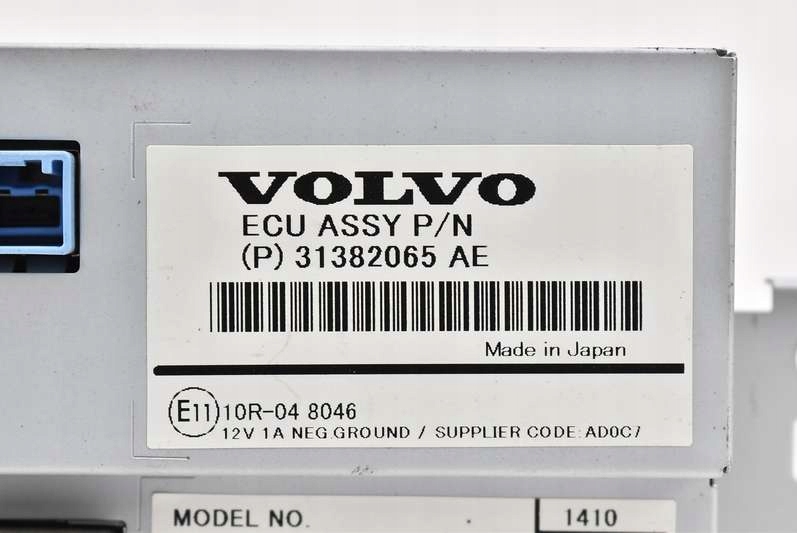 VOLVO
ECU ASSY P/N
(P) 31382065 AE
Made in Japan
E11 10R-04 8046
12V 1A NEG.GROUND / SUPPLIER CODE: AD0C7
MODEL NO. 1410